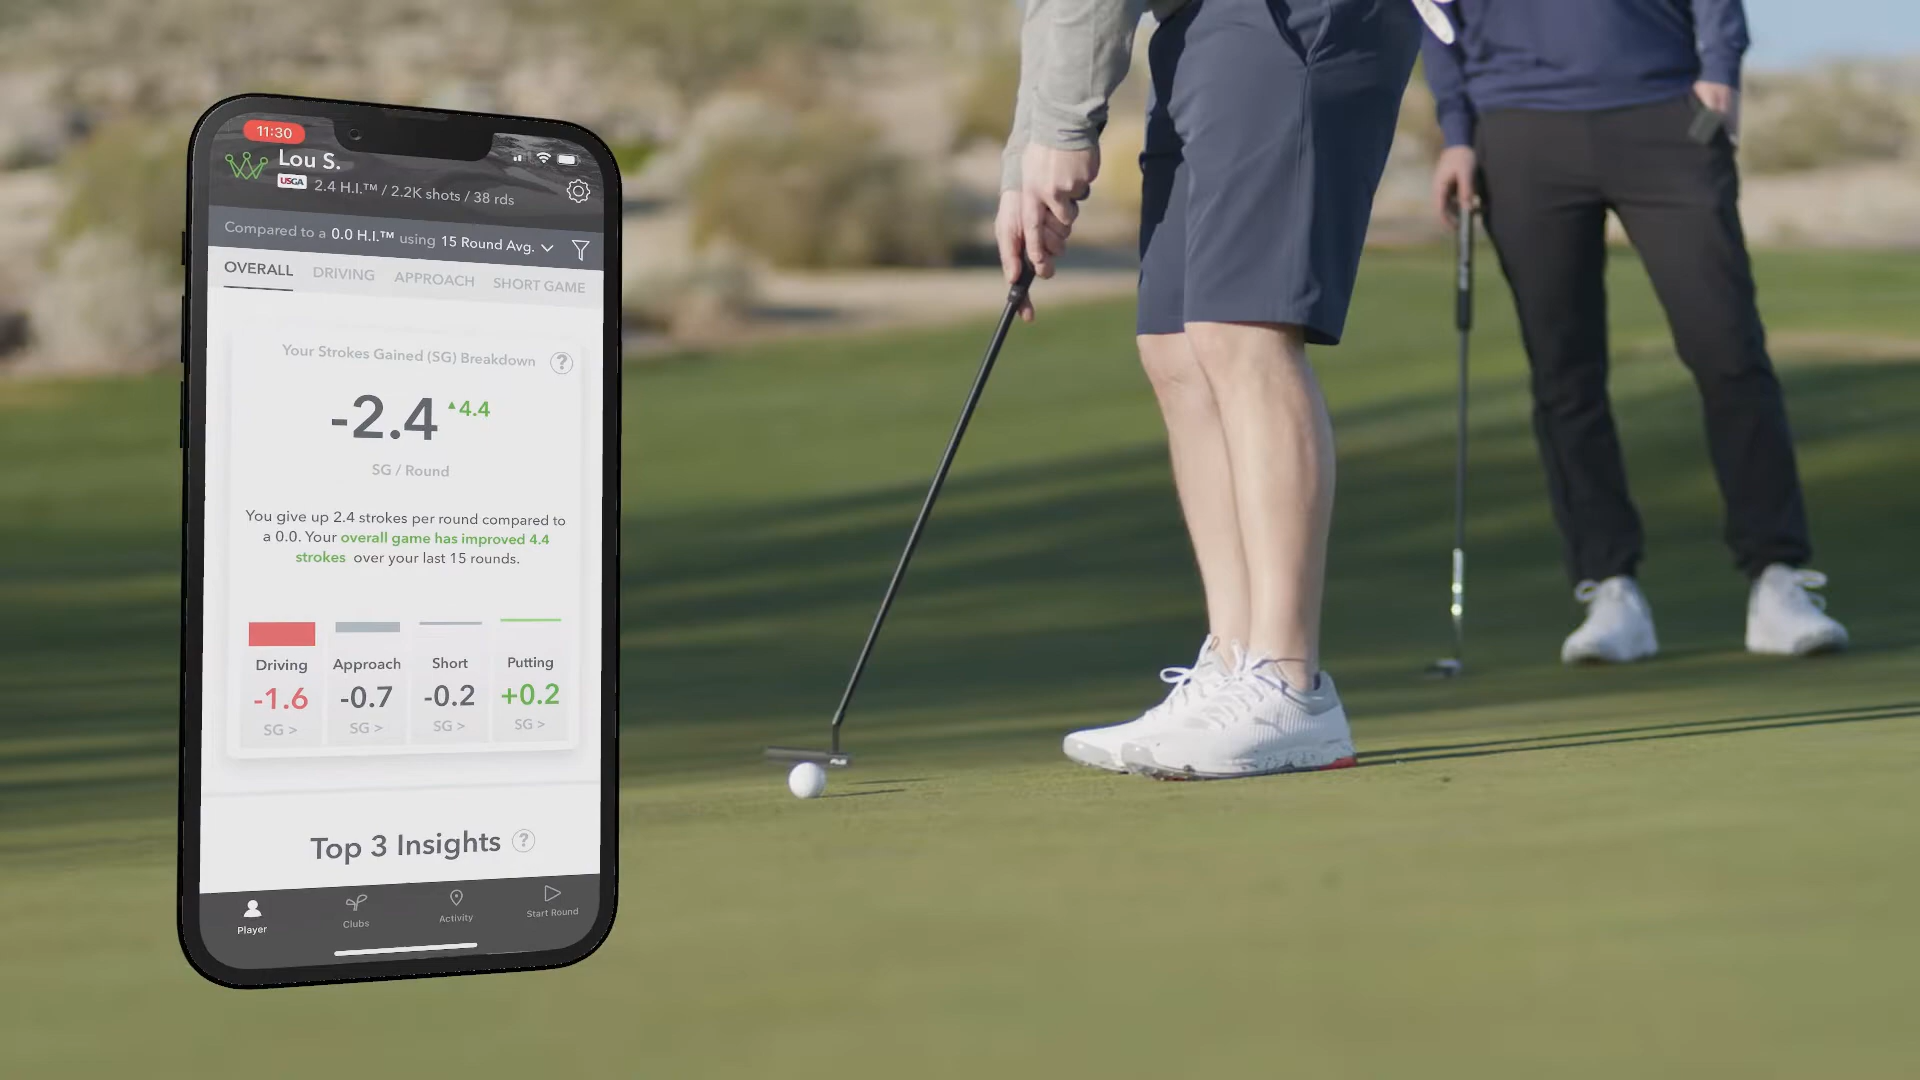 11:30
Lou S.
USGA 2.4 H.I.™ / 2.2K shots / 38 rds
Compared to a 0.0 H.I.™ using 15 Round Avg.
OVERALL DRIVING APPROACH SHORT GAME
Your Strokes Gained (SG) Breakdown ?
-2.4 ▲4.4
SG / Round
You give up 2.4 strokes per round compared to
a 0.0. Your overall game has improved 4.4
strokes over your last 15 rounds.
Driving Approach Short Putting
-1.6 -0.7 -0.2 +0.2
SG > SG > SG > SG >
Top 3 Insights ?
Player Clubs Activity Start Round